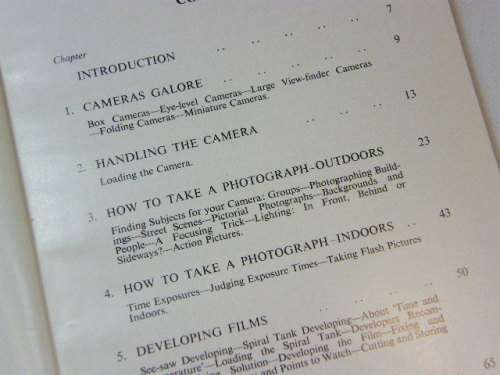 Chapter
INTRODUCTION .. .. .. .. .. 7
1. CAMERAS GALORE .. .. .. .. 9
Box Cameras—Eye-level Cameras—Large View-finder Cameras
—Folding Cameras—Miniature Cameras.
2. HANDLING THE CAMERA .. .. .. 13
Loading the Camera.
3. HOW TO TAKE A PHOTOGRAPH–OUTDOORS 23
Finding Subjects for your Camera: Groups—Photographing Build-
ings—Street Scenes—Pictorial Photographs—Backgrounds and
People—A Focusing Trick—Lighting: In Front, Behind or
Sideways?—Action Pictures.
4. HOW TO TAKE A PHOTOGRAPH–INDOORS .. 43
Time Exposures—Judging Exposure Times—Taking Flash Pictures
Indoors.
5. DEVELOPING FILMS .. .. .. .. 50
See-saw Developing—Spiral Tank Developing—About 'Time and
Temperature'—Loading the Spiral Tank—Developers Recom-
Solution—Developing the Film—Fixing and
and Points to Watch—Cutting and Storing
65